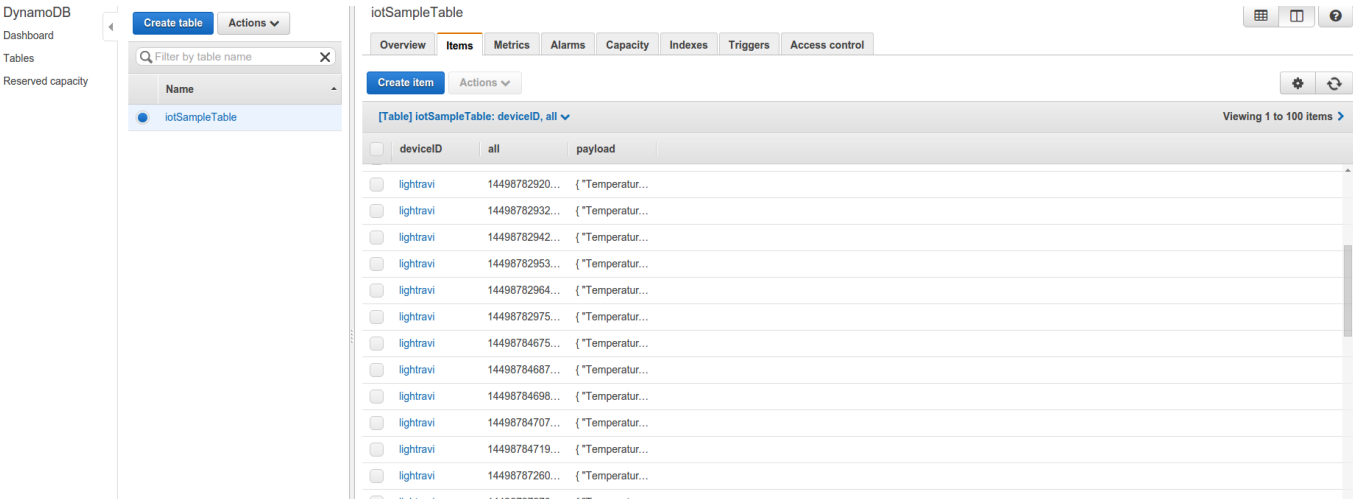 DynamoDB
Dashboard
Tables
Reserved capacity
Create table Actions
Filter by table name
Name
iotSampleTable
iotSampleTable
Overview Items Metrics Alarms Capacity Indexes Triggers Access control
Create item Actions
[Table] iotSampleTable: deviceID, all Viewing 1 to 100 items
deviceID all payload
lightravi 14498782920... { "Temperatur...
lightravi 14498782932... { "Temperatur...
lightravi 14498782942... { "Temperatur...
lightravi 14498782953... { "Temperatur...
lightravi 14498782964... { "Temperatur...
lightravi 14498782975... { "Temperatur...
lightravi 14498784675... { "Temperatur...
lightravi 14498784687... { "Temperatur...
lightravi 14498784698... { "Temperatur...
lightravi 14498784707... { "Temperatur...
lightravi 14498784719... { "Temperatur...
lightravi 14498787260... { "Temperatur...